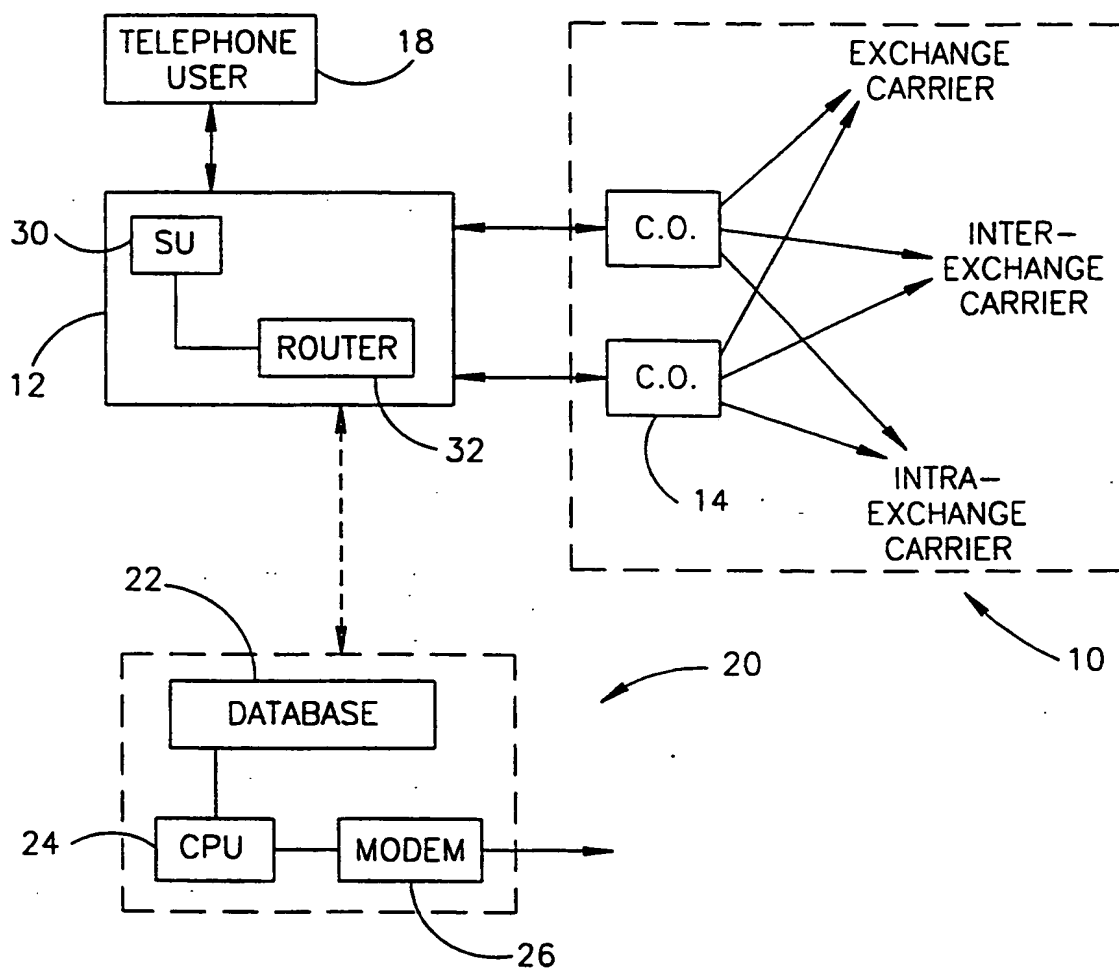 TELEPHONE
USER
18
EXCHANGE
CARRIER
30
SU
C.O.
INTER-
EXCHANGE
CARRIER
ROUTER
12
C.O.
32
14
INTRA-
EXCHANGE
CARRIER
22
20
10
DATABASE
24
CPU
MODEM
26